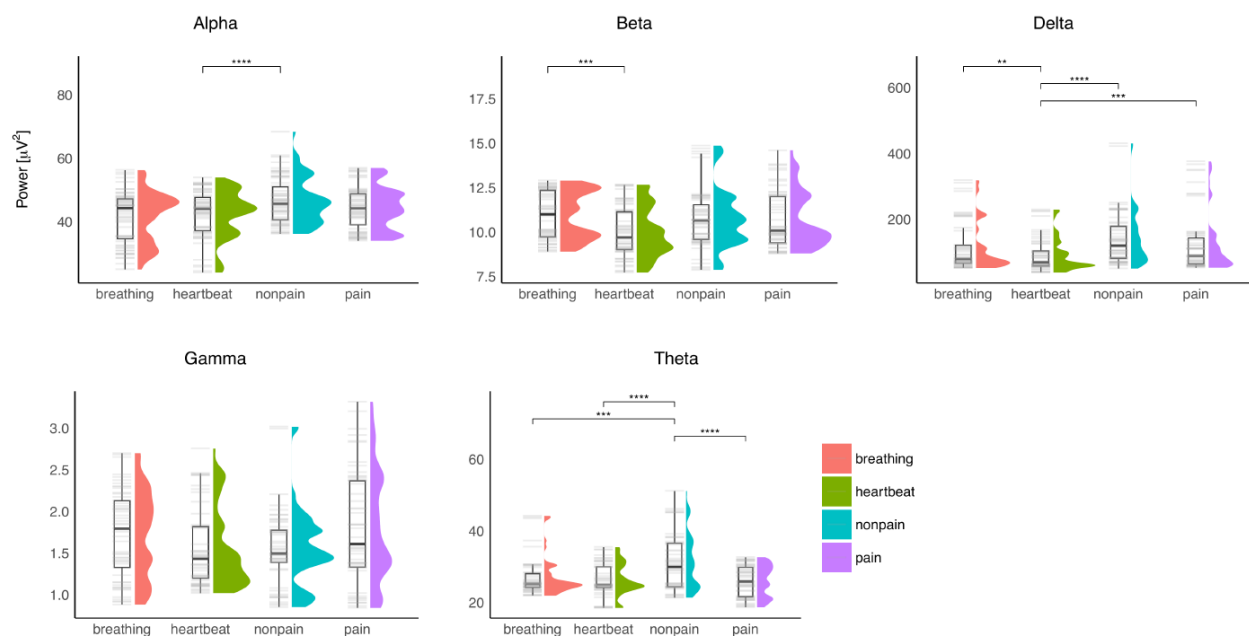 Alpha
Beta
Delta
Power [μV²]
80
60
40
****
breathing heartbeat nonpain pain
17.5
15.0
12.5
10.0
7.5
***
breathing heartbeat nonpain pain
600
400
200
**
****
***
breathing heartbeat nonpain pain
Gamma
Theta
3.0
2.5
2.0
1.5
1.0
breathing heartbeat nonpain pain
60
40
20
****
***
****
breathing heartbeat nonpain pain
breathing
heartbeat
nonpain
pain